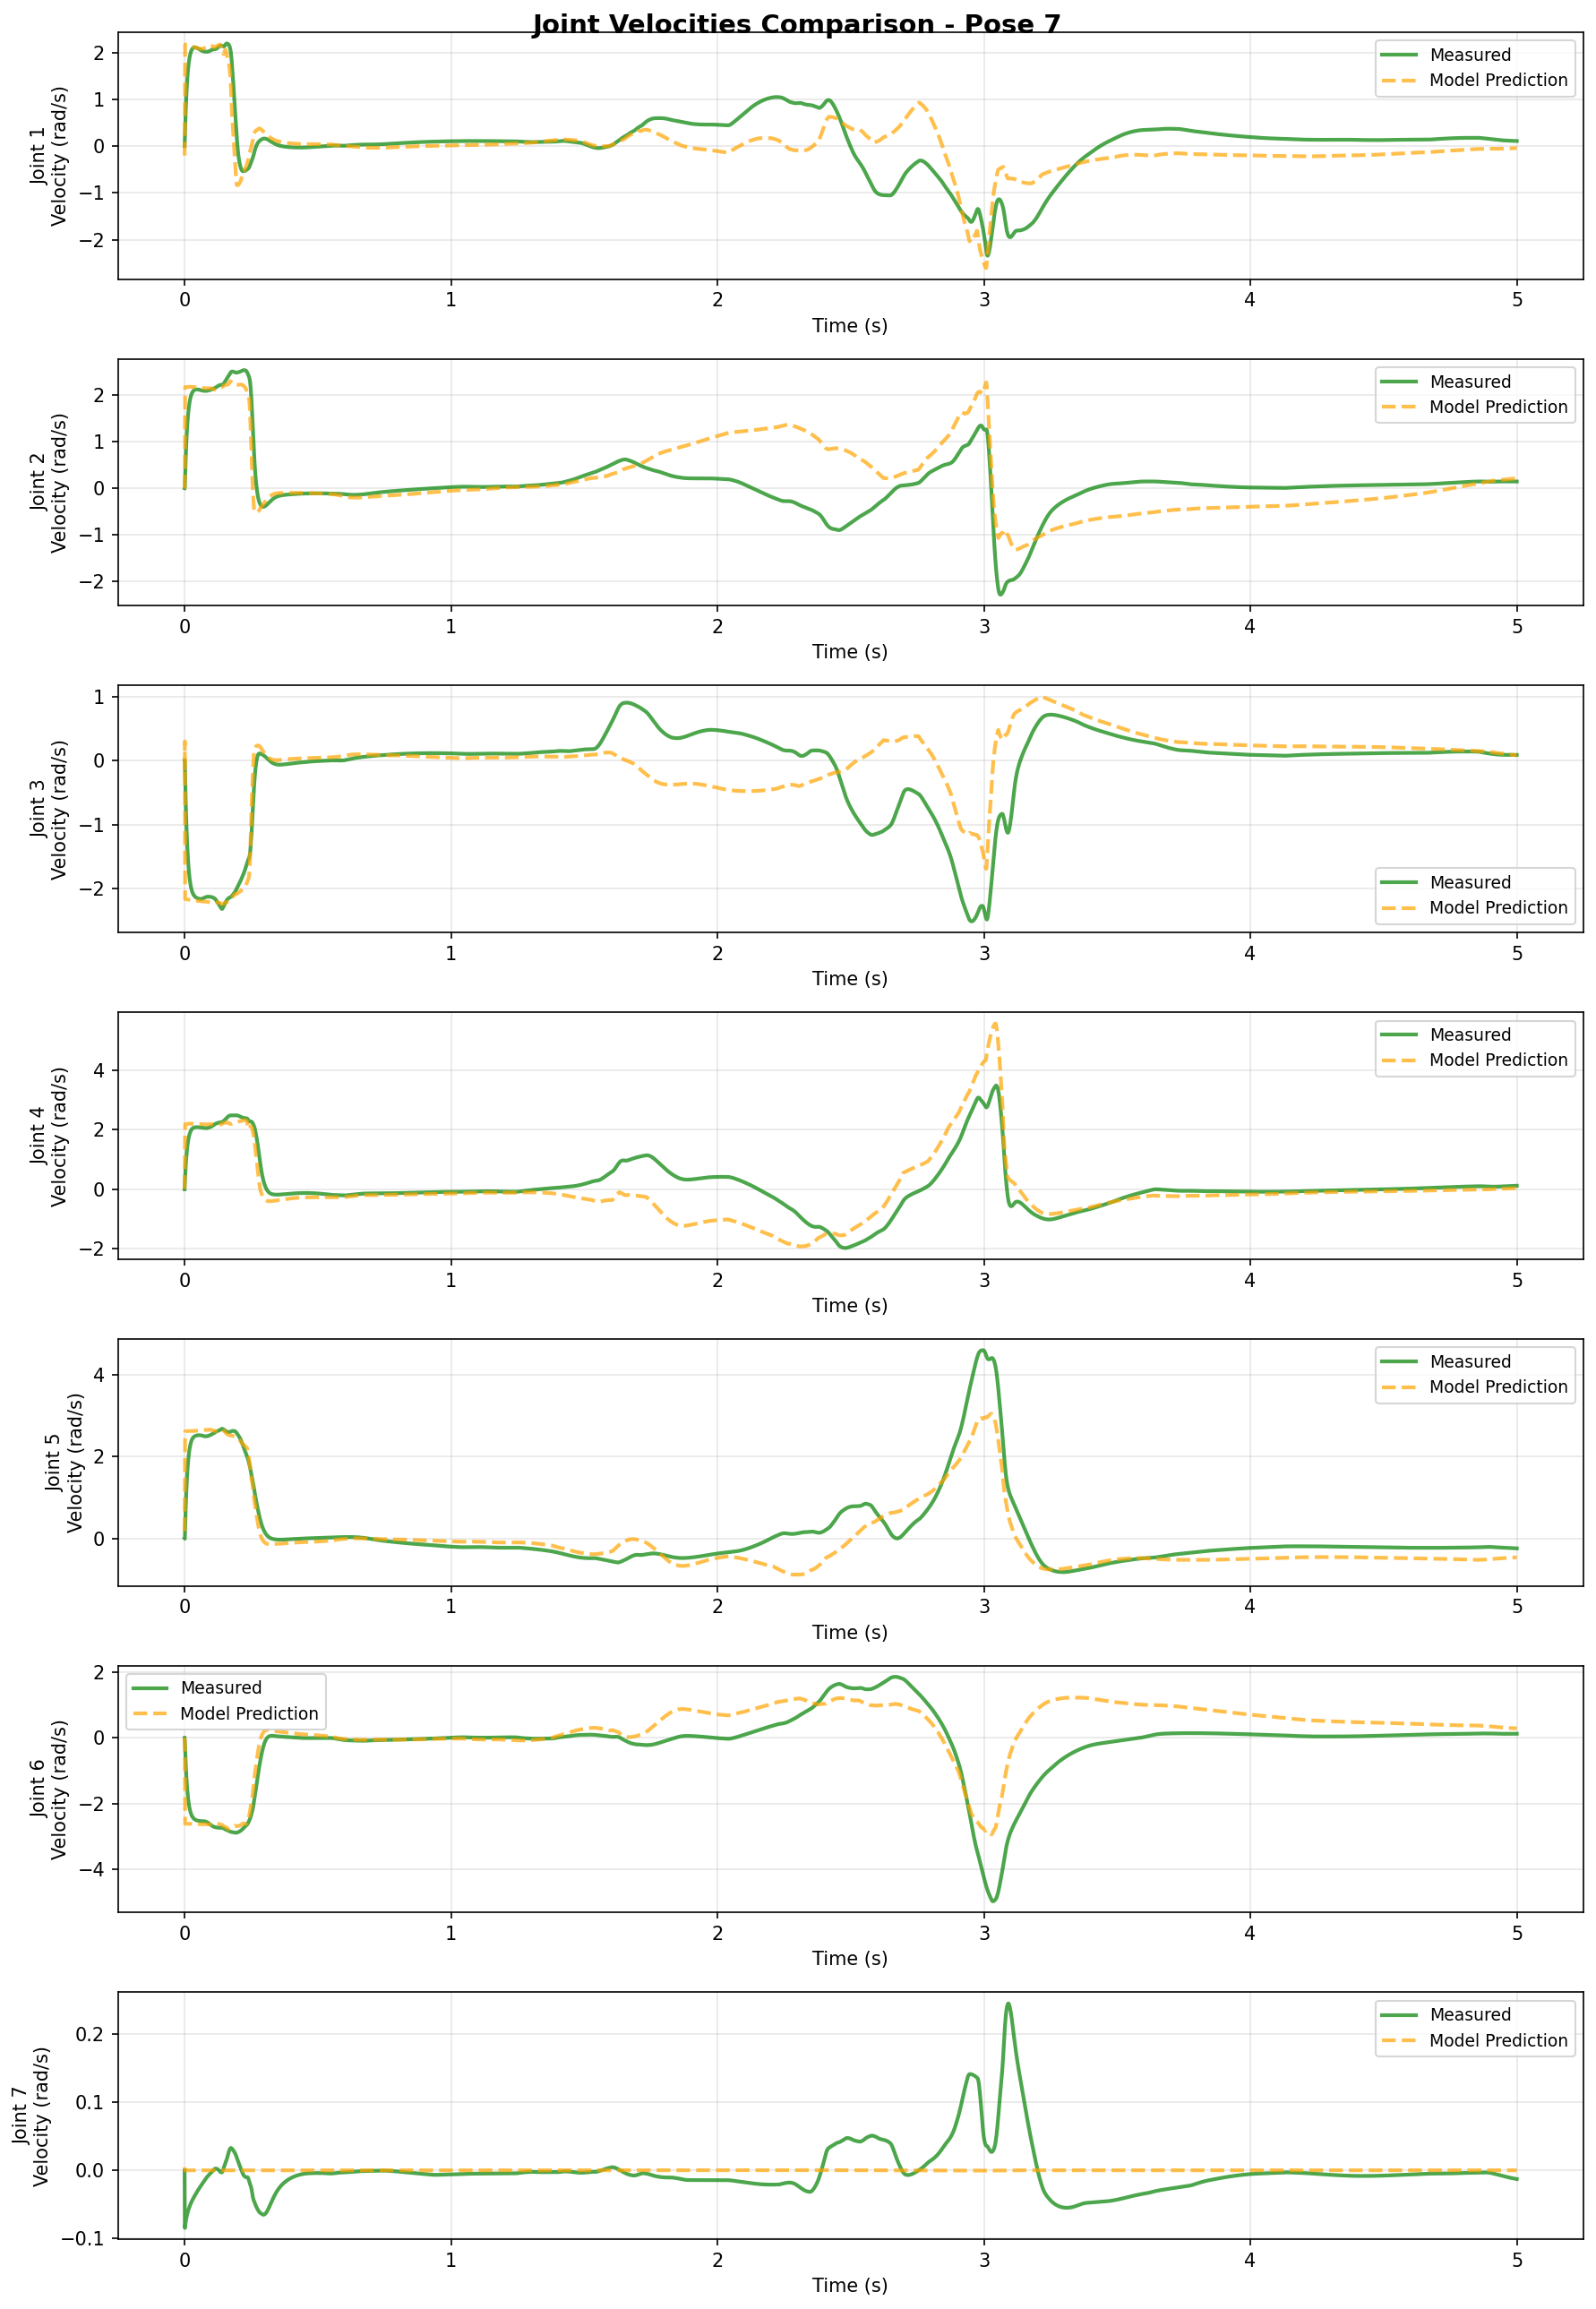 Joint Velocities Comparison - Pose 7
Joint 1
Velocity (rad/s)
2
1
0
−1
−2
Measured
Model Prediction
0 1 2 3 4 5
Time (s)
Joint 2
Velocity (rad/s)
2
1
0
−1
−2
Measured
Model Prediction
0 1 2 3 4 5
Time (s)
Joint 3
Velocity (rad/s)
1
0
−1
−2
Measured
Model Prediction
0 1 2 3 4 5
Time (s)
Joint 4
Velocity (rad/s)
4
2
0
−2
Measured
Model Prediction
0 1 2 3 4 5
Time (s)
Joint 5
Velocity (rad/s)
4
2
0
Measured
Model Prediction
0 1 2 3 4 5
Time (s)
Joint 6
Velocity (rad/s)
2
0
−2
−4
Measured
Model Prediction
0 1 2 3 4 5
Time (s)
Joint 7
Velocity (rad/s)
0.2
0.1
0.0
−0.1
Measured
Model Prediction
0 1 2 3 4 5
Time (s)